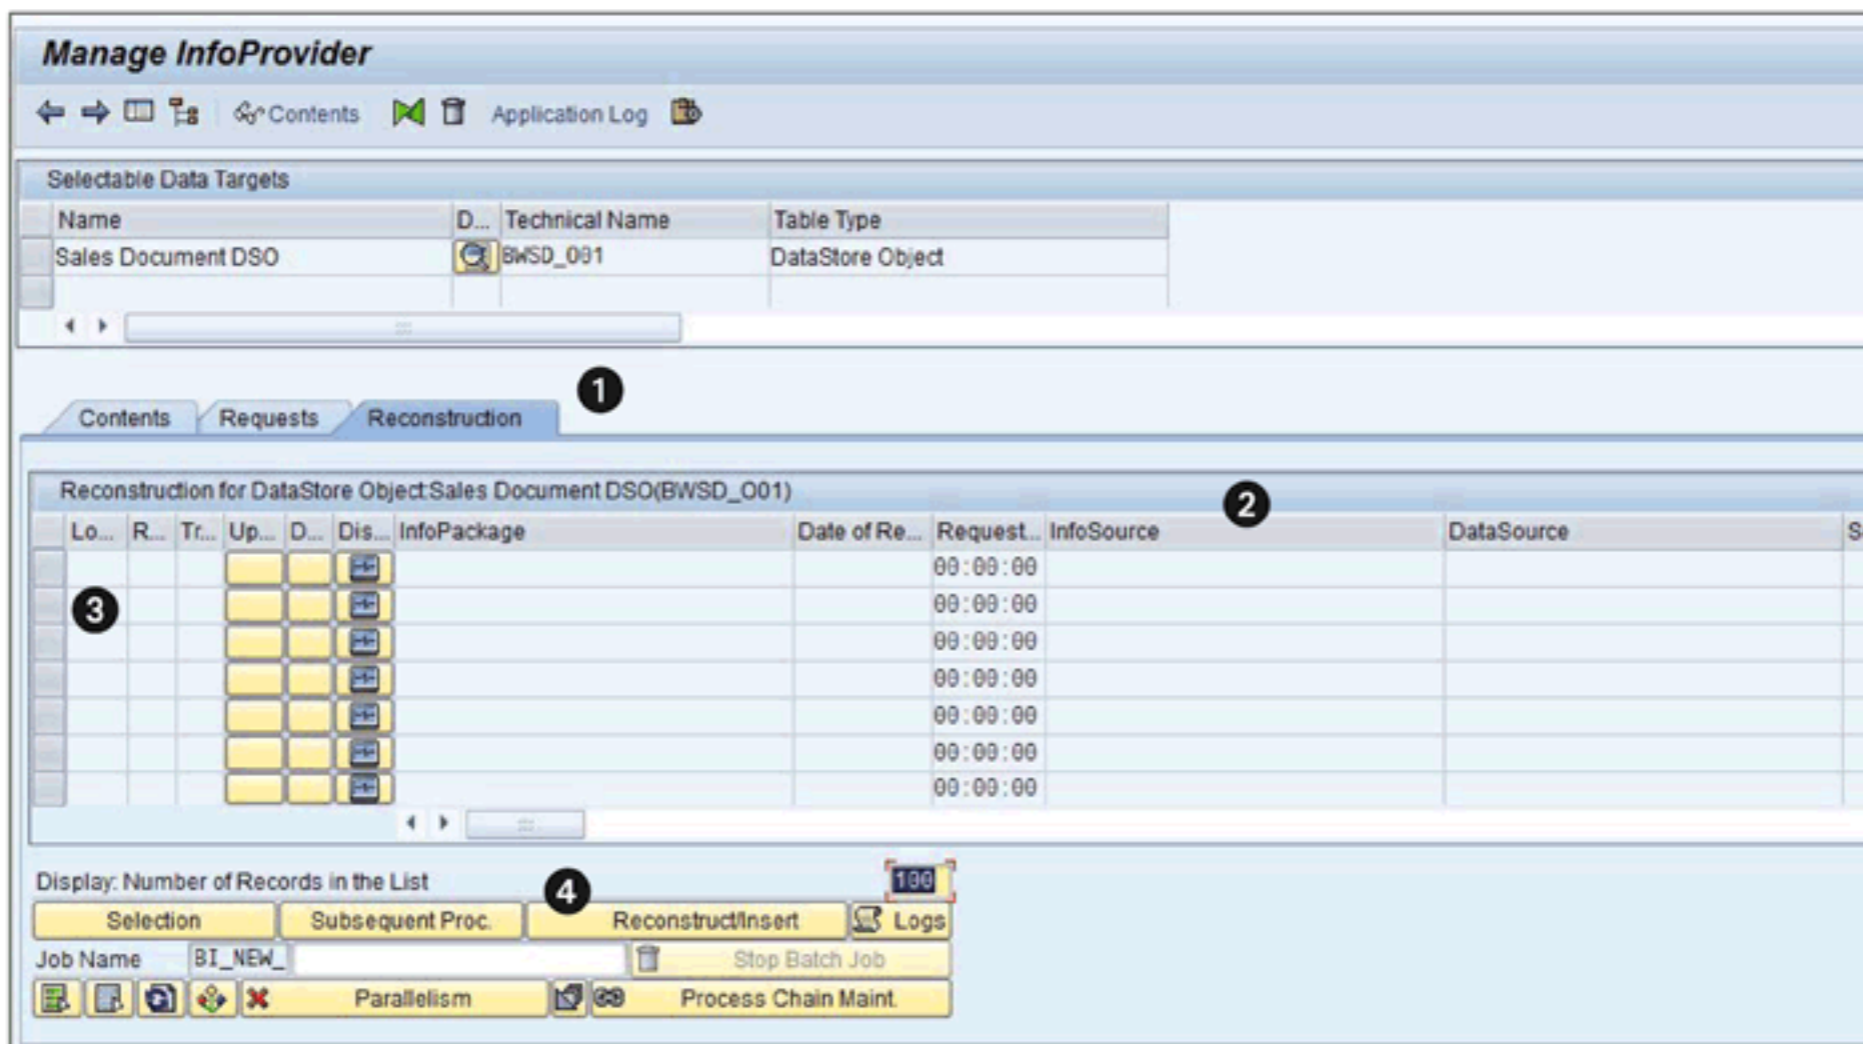 Manage InfoProvider
Contents Application Log
Selectable Data Targets
Name D... Technical Name Table Type
Sales Document DSO BWSD_O01 DataStore Object
1
Contents Requests Reconstruction
Reconstruction for DataStore Object:Sales Document DSO(BWSD_O01)
2
Lo... R... Tr... Up... D... Dis... InfoPackage Date of Re... Request... InfoSource DataSource
00:00:00
3 00:00:00
00:00:00
00:00:00
00:00:00
00:00:00
00:00:00
Display: Number of Records in the List 4 100
Selection Subsequent Proc. Reconstruct/Insert Logs
Job Name BI_NEW_ Stop Batch Job
Parallelism Process Chain Maint.